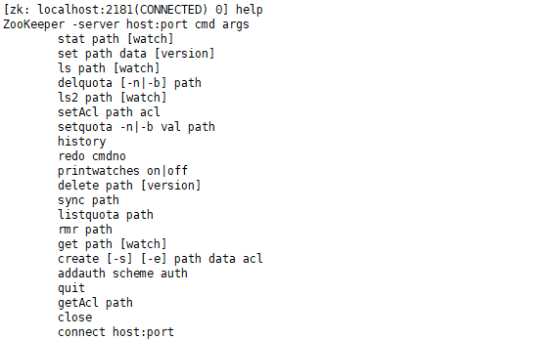 [zk: localhost:2181(CONNECTED) 0] help
ZooKeeper -server host:port cmd args
        stat path [watch]
        set path data [version]
        ls path [watch]
        delquota [-n|-b] path
        ls2 path [watch]
        setAcl path acl
        setquota -n|-b val path
        history
        redo cmdno
        printwatches on|off
        delete path [version]
        sync path
        listquota path
        rmr path
        get path [watch]
        create [-s] [-e] path data acl
        addauth scheme auth
        quit
        getAcl path
        close
        connect host:port